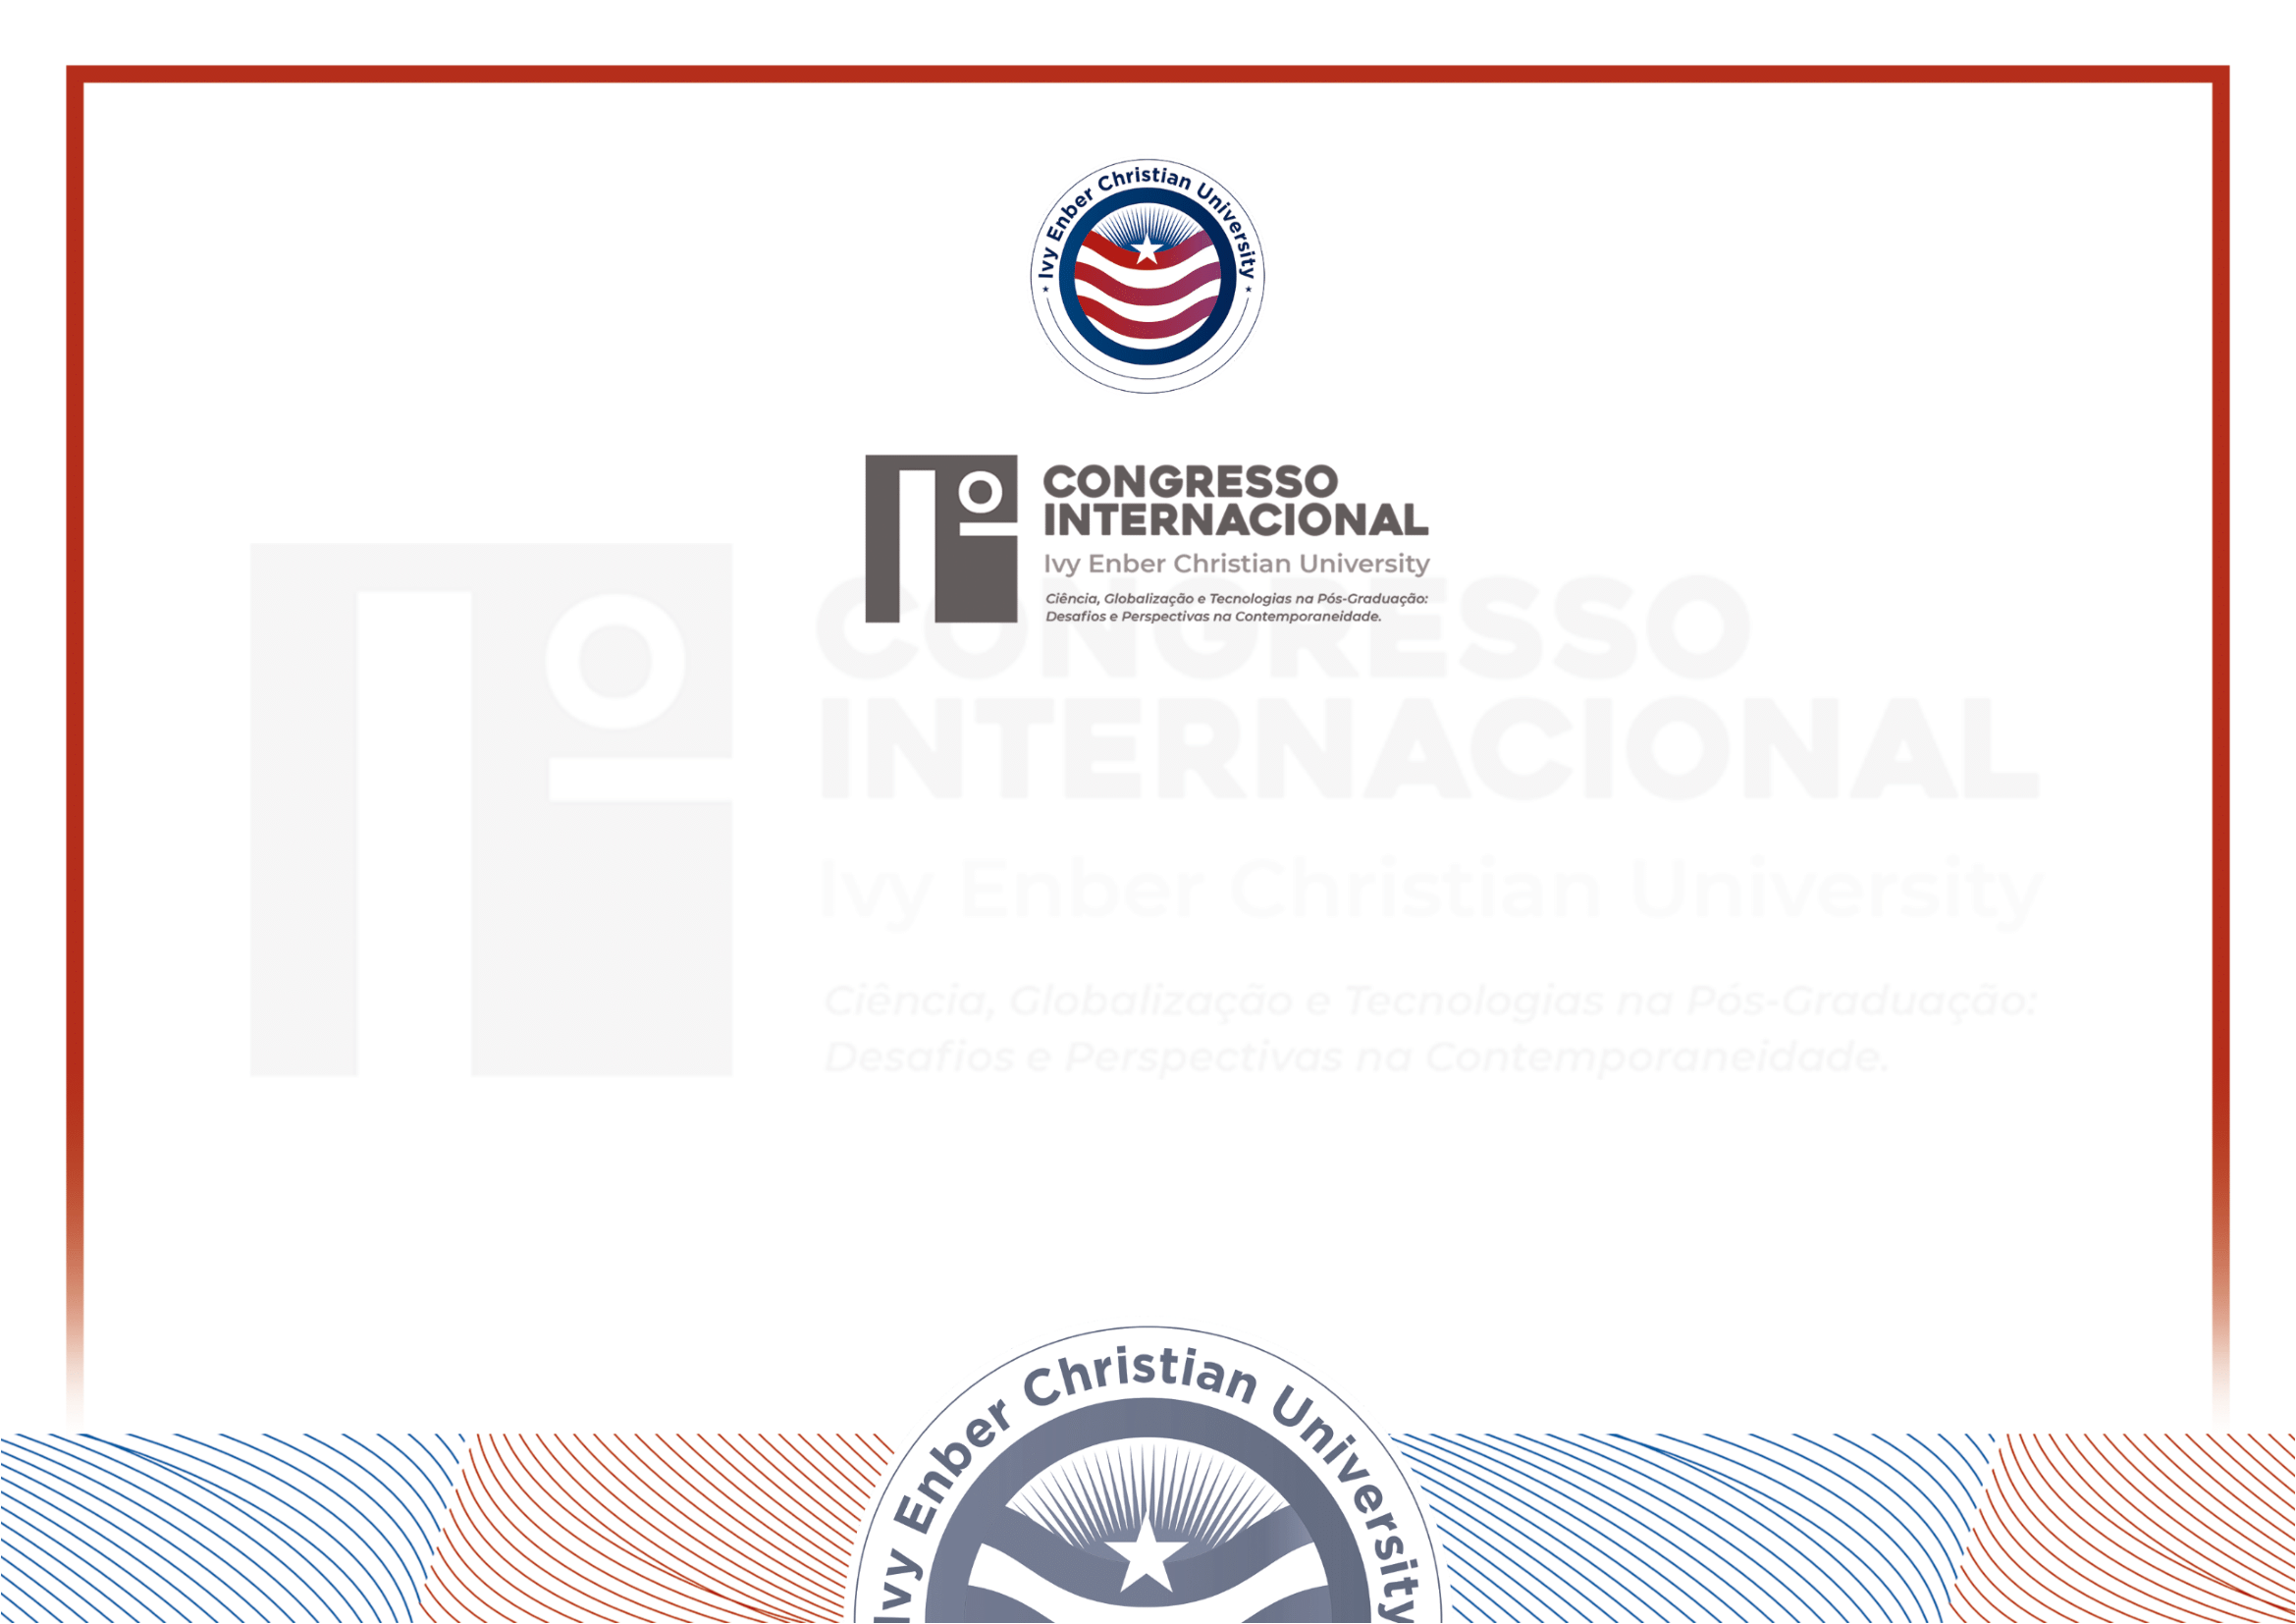 Ivy Enber Christian University
1º
CONGRESSO
INTERNACIONAL
Ivy Enber Christian University
Ciência, Globalização e Tecnologias na Pós-Graduação:
Desafios e Perspectivas na Contemporaneidade.
1º
CONGRESSO
INTERNACIONAL
Ivy Enber Christian University
Ciência, Globalização e Tecnologias na Pós-Graduação:
Desafios e Perspectivas na Contemporaneidade.
Ivy Enber Christian University